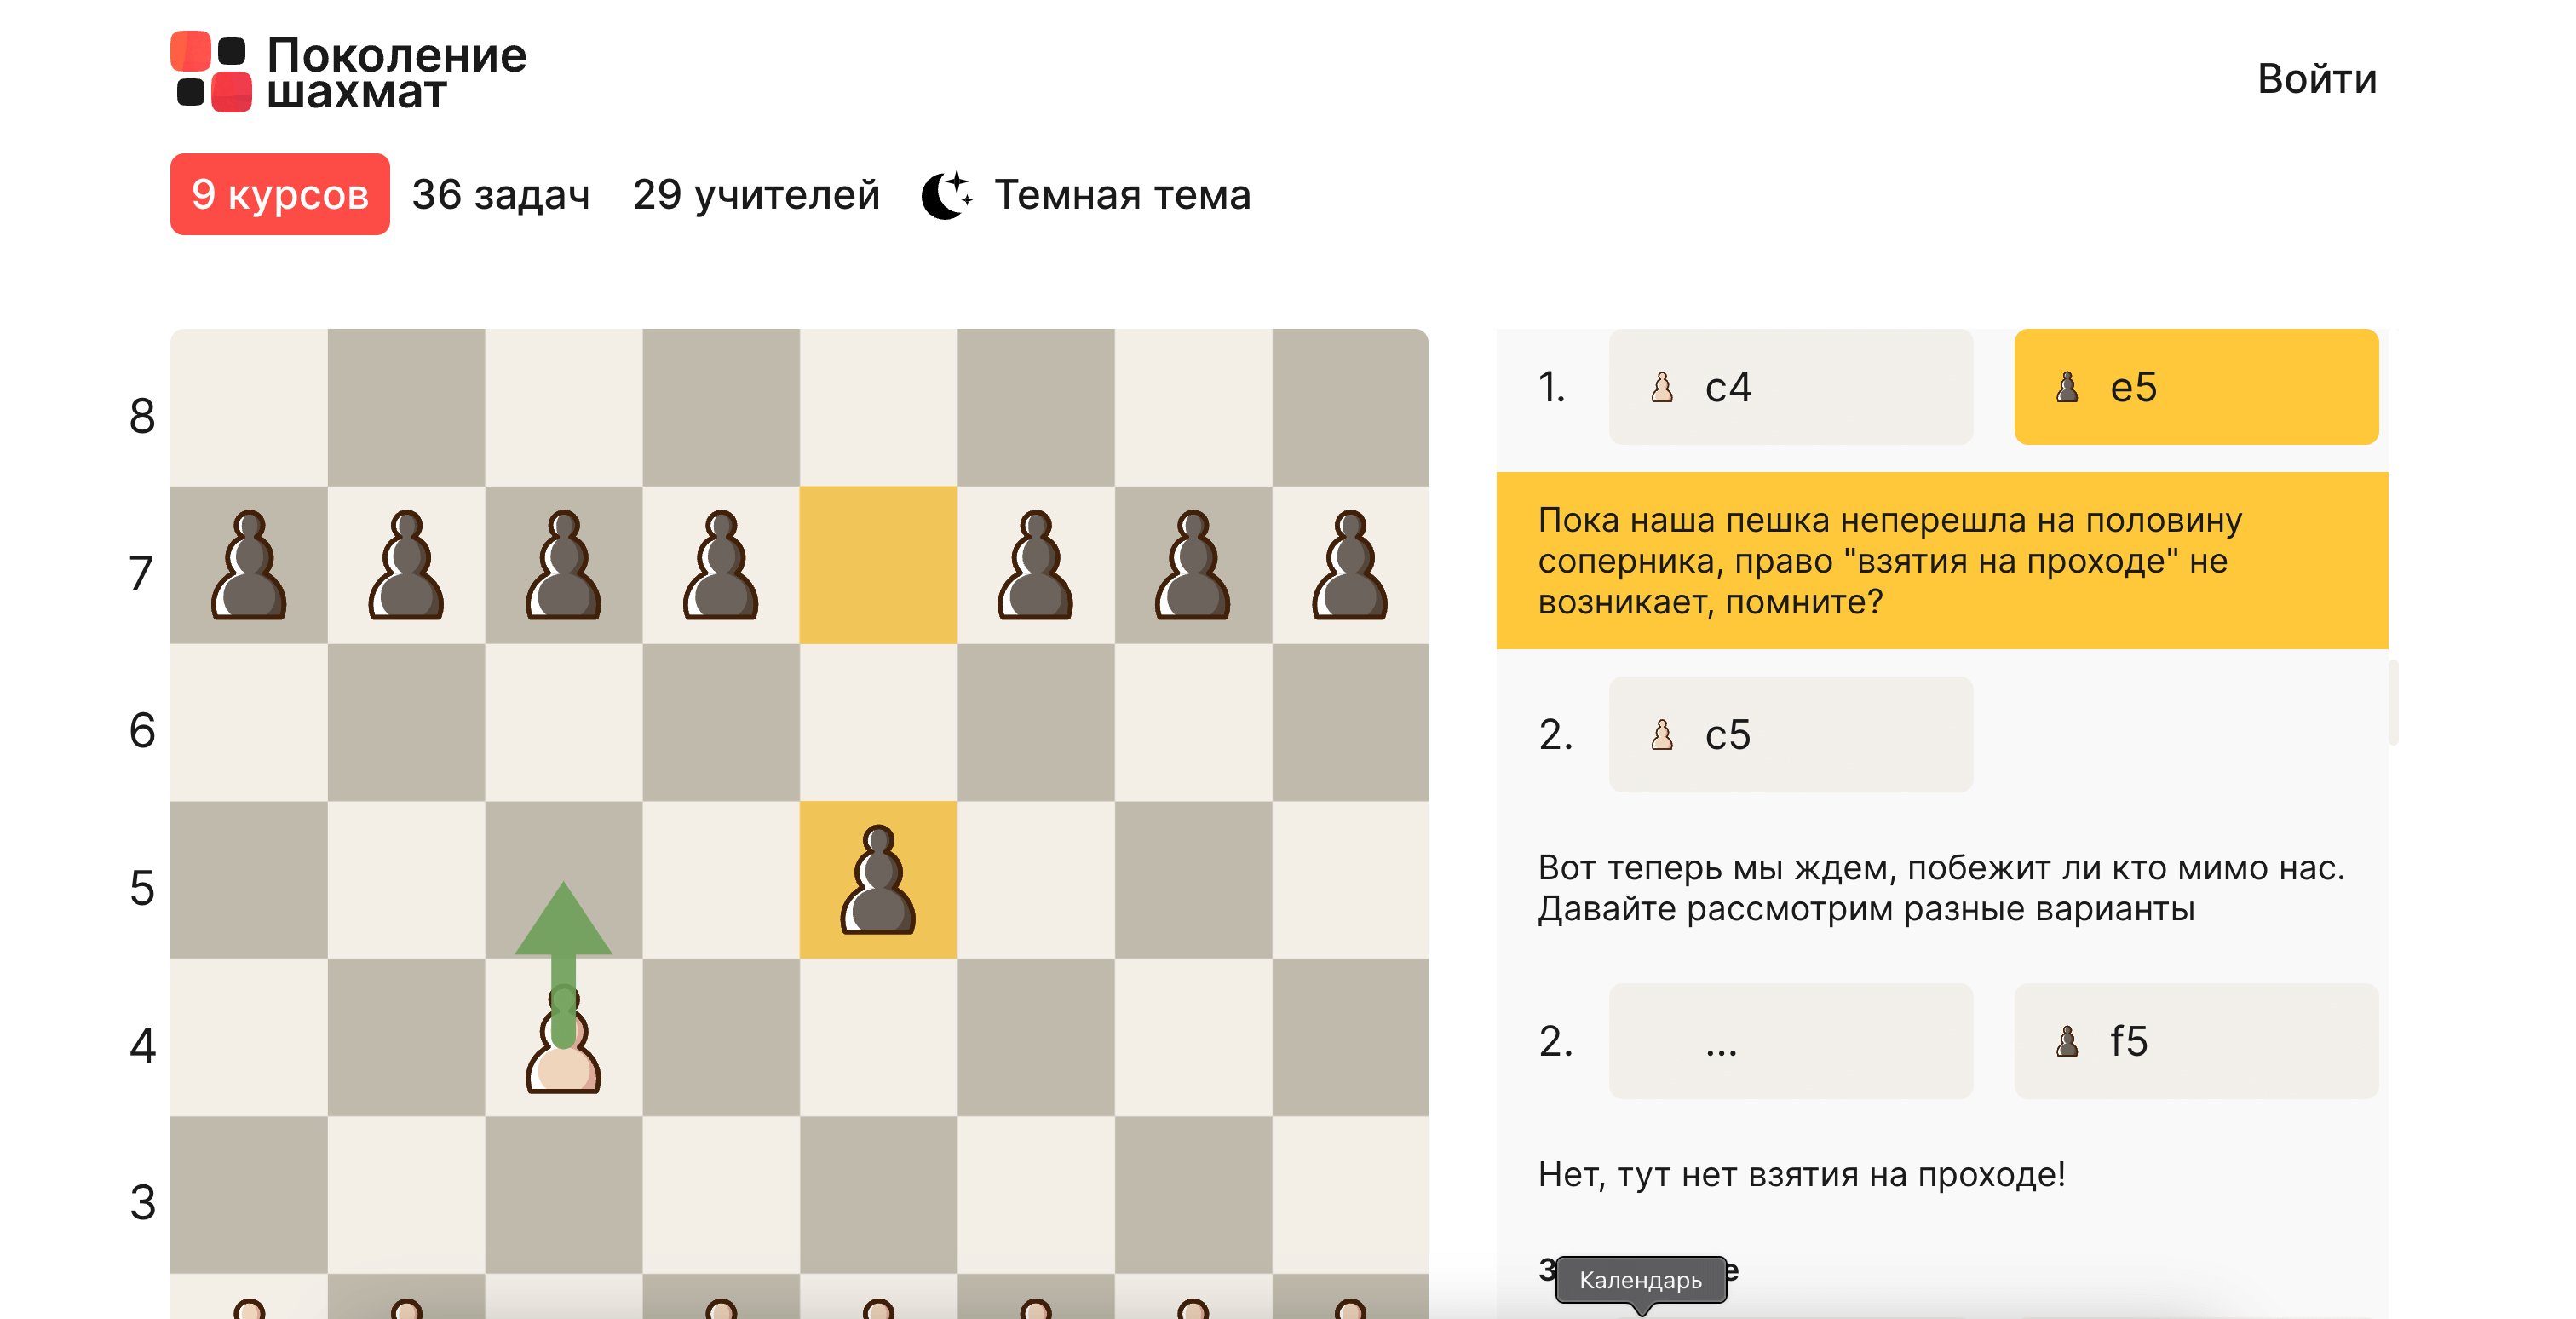 Поколение
шахмат
Войти
9 курсов 36 задач 29 учителей Темная тема
8
7
6
5
4
3
1. c4 e5
Пока наша пешка неперешла на половину
соперника, право "взятия на проходе" не
возникает, помните?
2. c5
Вот теперь мы ждем, побежит ли кто мимо нас.
Давайте рассмотрим разные варианты
2. ... f5
Нет, тут нет взятия на проходе!
Календарь